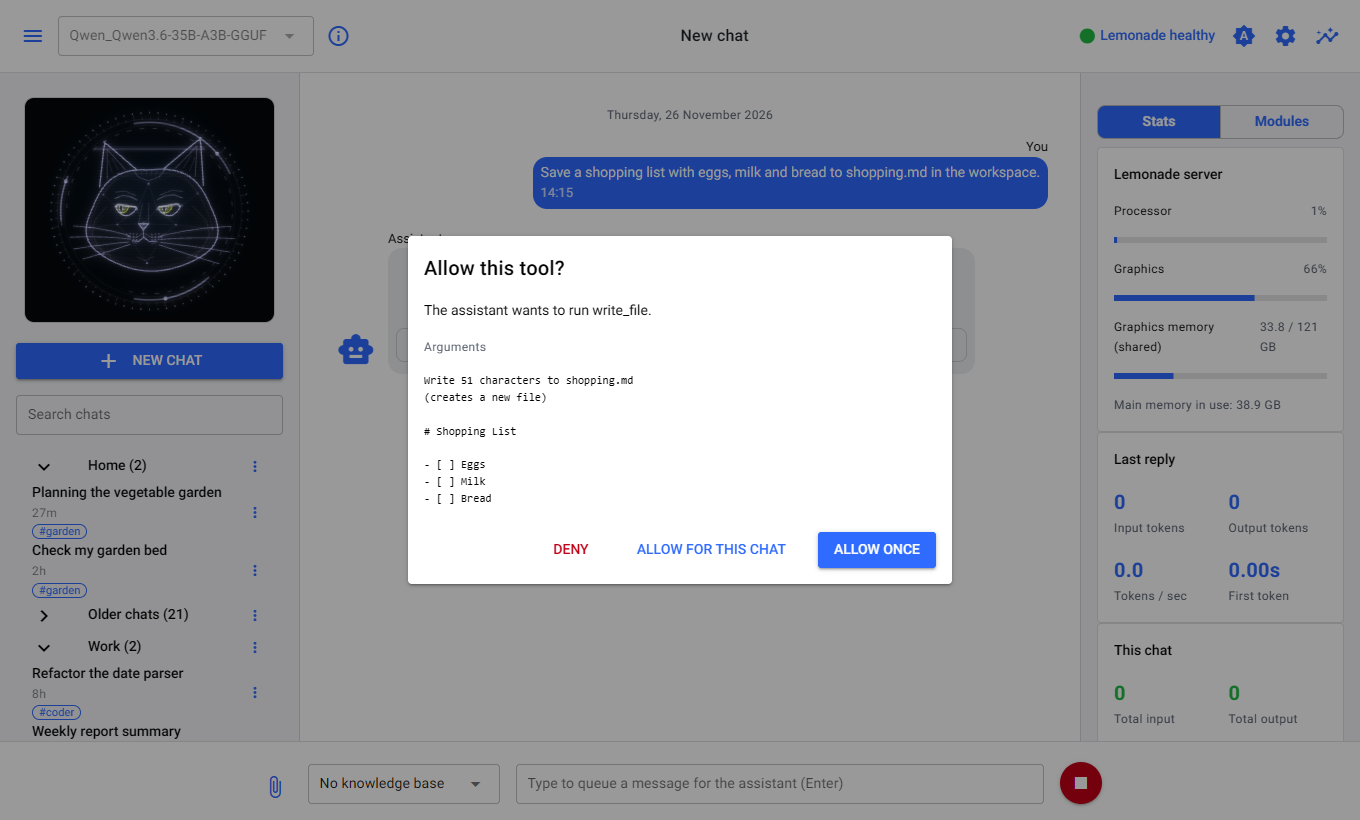 Qwen_Qwen3.6-35B-A3B-GGUF
New chat
Lemonade healthy
A
Thursday, 26 November 2026
You
Save a shopping list with eggs, milk and bread to shopping.md in the workspace.
14:15
Allow this tool?
The assistant wants to run write_file.
Arguments
Write 51 characters to shopping.md
(creates a new file)
# Shopping List
- [ ] Eggs
- [ ] Milk
- [ ] Bread
DENY
ALLOW FOR THIS CHAT
ALLOW ONCE
NEW CHAT
Search chats
Home (2)
Planning the vegetable garden
27m
#garden
Check my garden bed
2h
#garden
Older chats (21)
Work (2)
Refactor the date parser
8h
#coder
Weekly report summary
Stats
Modules
Lemonade server
Processor
1%
Graphics
66%
Graphics memory
(shared)
33.8 / 121
GB
Main memory in use: 38.9 GB
Last reply
0
0
Input tokens
Output tokens
0.0
0.00s
Tokens / sec
First token
This chat
0
0
Total input
Total output
No knowledge base
Type to queue a message for the assistant (Enter)